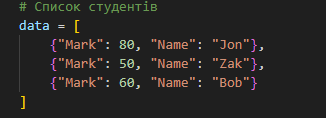 # Список студентів
data = [
    {"Mark": 80, "Name": "Jon"},
    {"Mark": 50, "Name": "Zak"},
    {"Mark": 60, "Name": "Bob"}
]